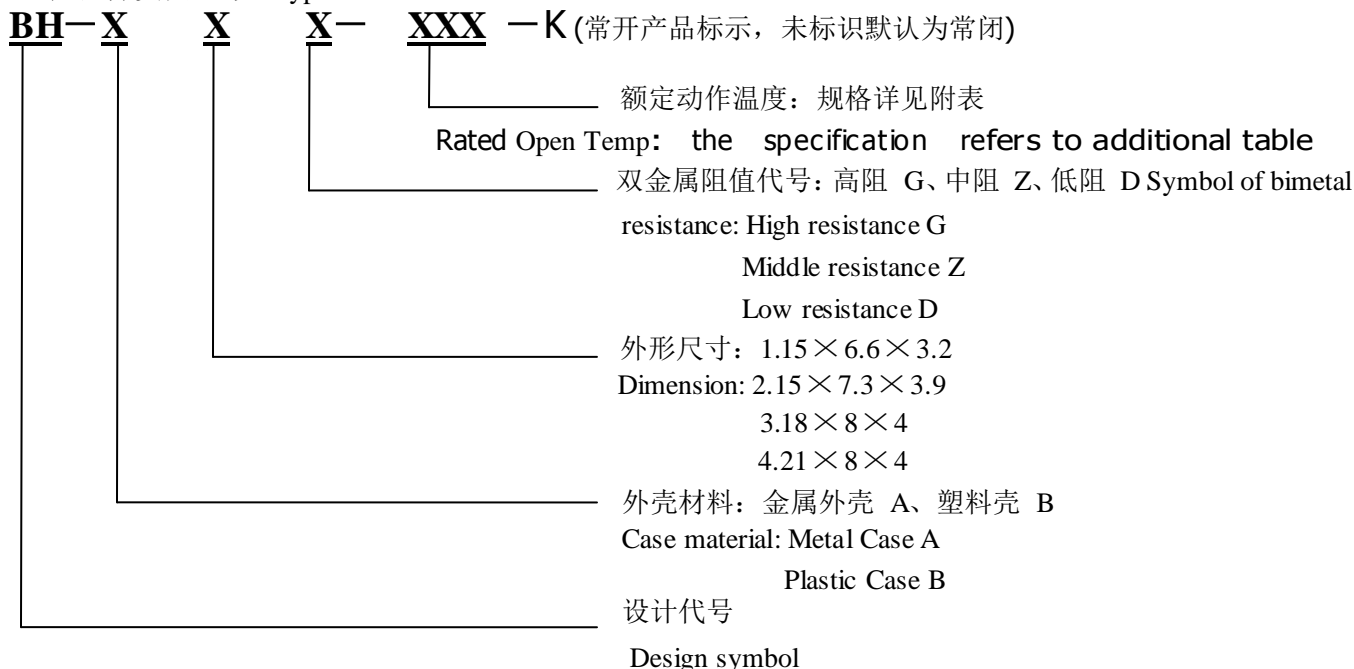 BH—X X X— XXX —K (常开产品标示，未标识默认为常闭)
额定动作温度：规格详见附表
Rated Open Temp: the specification refers to additional table
双金属阻值代号：高阻 G、中阻 Z、低阻 D Symbol of bimetal
resistance: High resistance G
Middle resistance Z
Low resistance D
外形尺寸：1.15×6.6×3.2
Dimension: 2.15×7.3×3.9
3.18×8×4
4.21×8×4
外壳材料：金属外壳 A、塑料壳 B
Case material: Metal Case A
Plastic Case B
设计代号
Design symbol